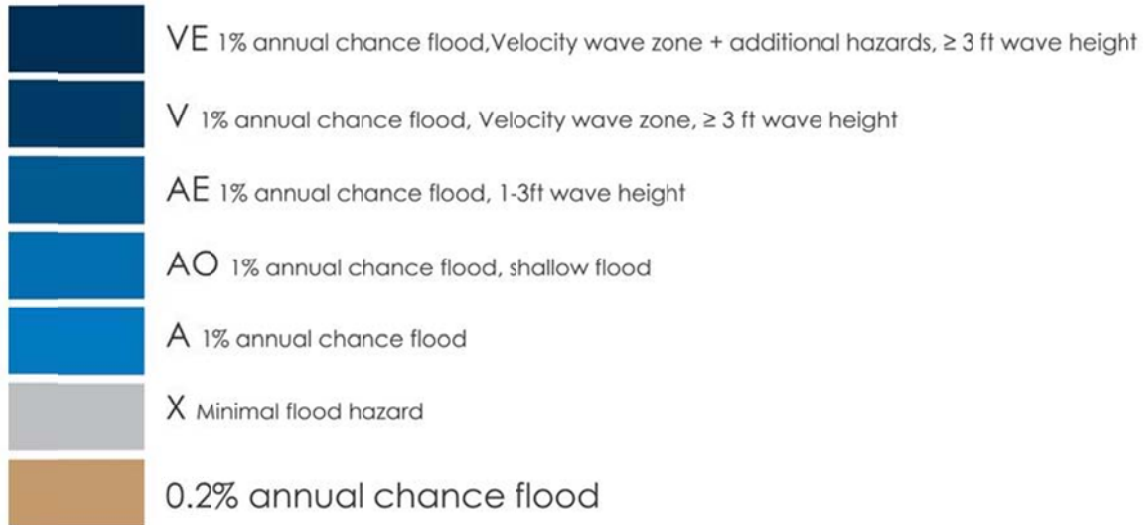 VE 1% annual chance flood,Velocity wave zone + additional hazards, ≥ 3 ft wave height
V 1% annual chance flood, Velocity wave zone, ≥ 3 ft wave height
AE 1% annual chance flood, 1-3ft wave height
AO 1% annual chance flood, shallow flood
A 1% annual chance flood
X Minimal flood hazard
0.2% annual chance flood